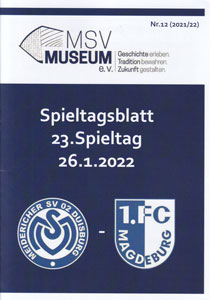 Nr.12 (2021/22)
MSV
MUSEUM
e.V.
Geschichte erleben.
Tradition bewahren.
Zukunft gestalten.
Spieltagsblatt
23.Spieltag
26.1.2022
MEIDERICHER SV 02 DUISBURG
-
1.FC
MAGDEBURG